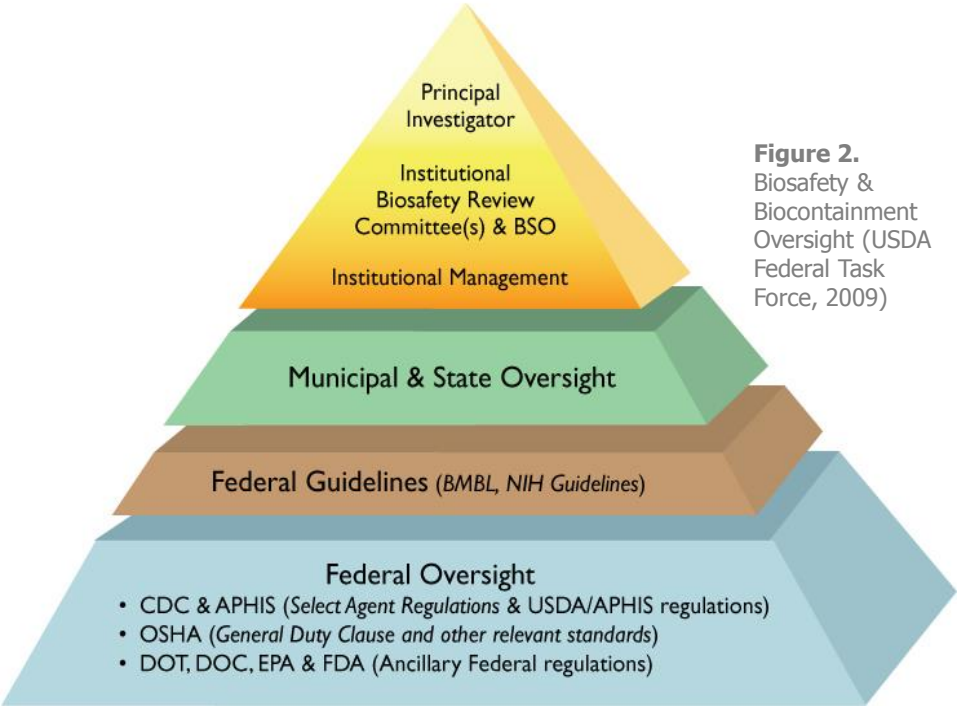 Principal
Investigator
Institutional
Biosafety Review
Committee(s) & BSO
Institutional Management
Figure 2.
Biosafety &
Biocontainment
Oversight (USDA
Federal Task
Force, 2009)
Municipal & State Oversight
Federal Guidelines (BMBL, NIH Guidelines)
Federal Oversight
• CDC & APHIS (Select Agent Regulations & USDA/APHIS regulations)
• OSHA (General Duty Clause and other relevant standards)
• DOT, DOC, EPA & FDA (Ancillary Federal regulations)